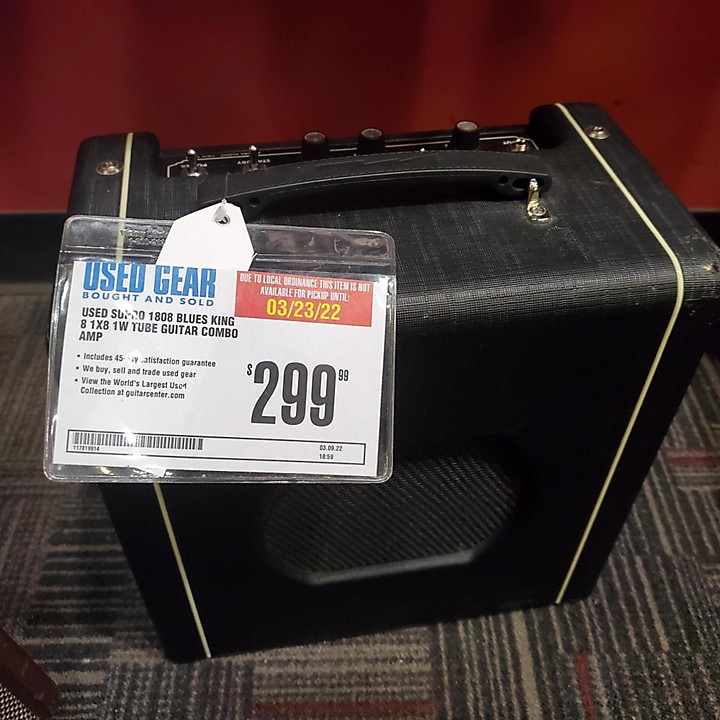 USED GEAR
BOUGHT AND SOLD
DUE TO LOCAL ORDINANCE THIS ITEM IS NOT
AVAILABLE FOR PICKUP UNTIL:
03/23/22
USED SUPRO 1808 BLUES KING
8 1X8 1W TUBE GUITAR COMBO
AMP
• Includes 45-day satisfaction guarantee
• We buy, sell and trade used gear
• View the World's Largest Used
Collection at guitarcenter.com
$299.99
117819914
03.09.22
18:59
STANDBY